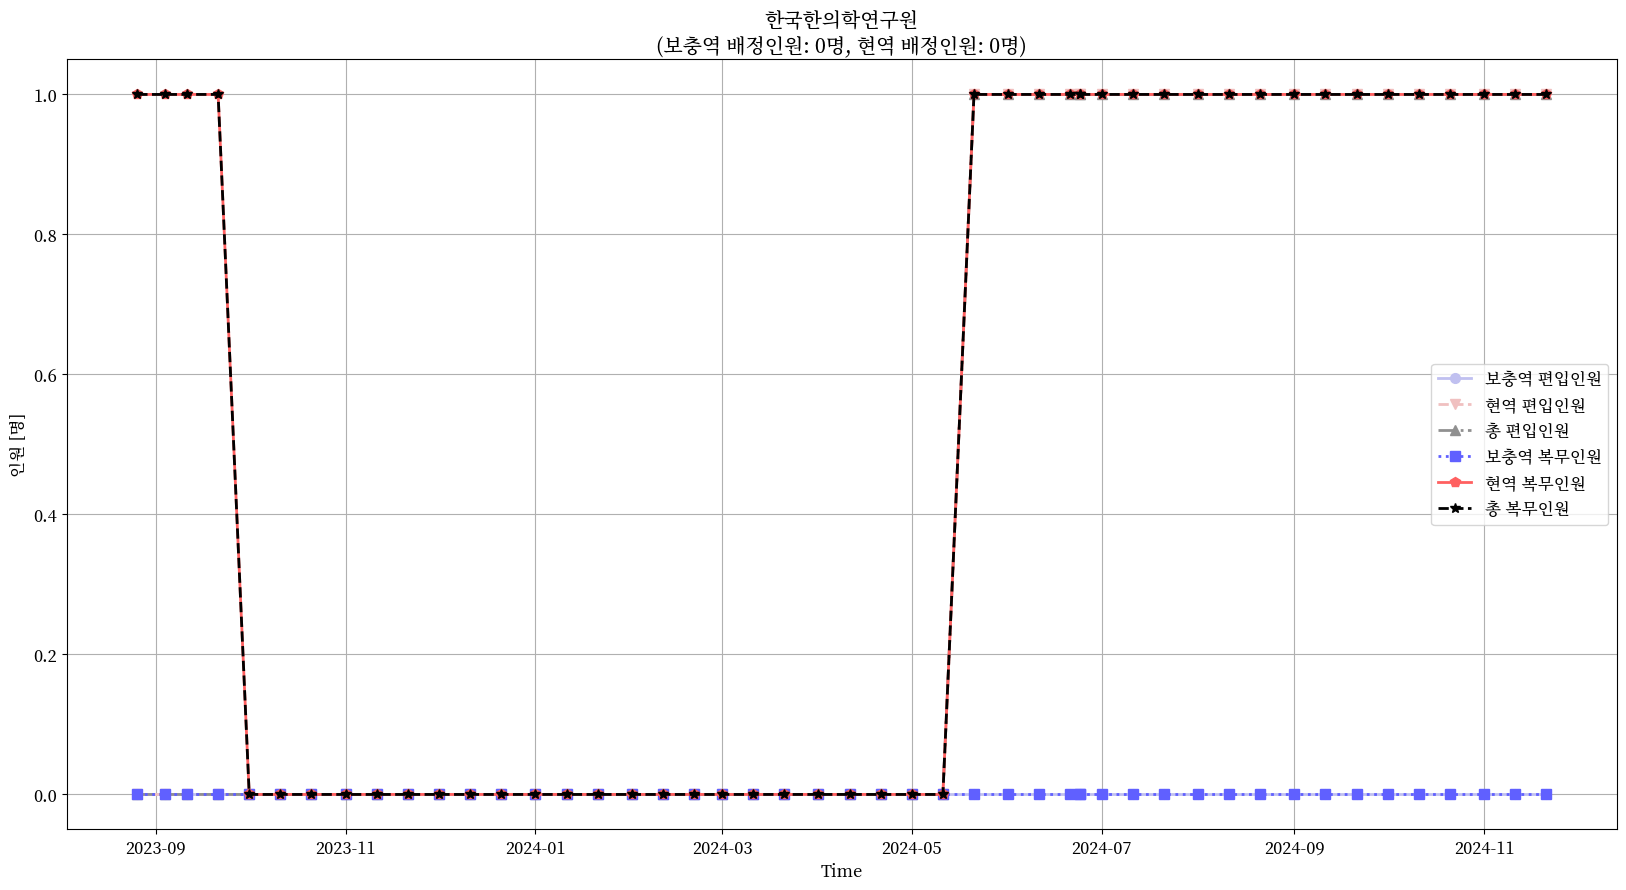 한국한의학연구원
(보충역 배정인원: 0명, 현역 배정인원: 0명)
1.0
0.8
0.6
0.4
0.2
0.0
인원 [명]
보충역 편입인원
현역 편입인원
총 편입인원
보충역 복무인원
현역 복무인원
총 복무인원
2023-09 2023-11 2024-01 2024-03 2024-05 2024-07 2024-09 2024-11
Time